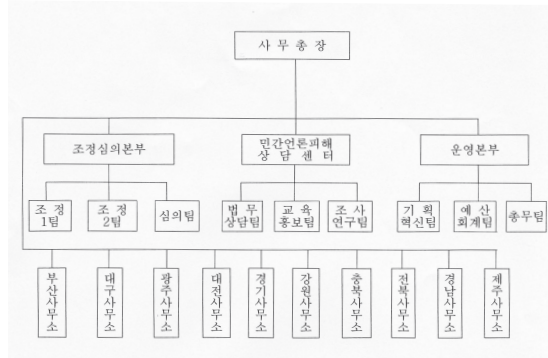 사무총장
조정심의본부
민간언론피해
상담센터
운영본부
조정
1팀
조정
2팀
심의팀
법무
상담팀
교육
홍보팀
조사
연구팀
기획
혁신팀
예산
회계팀
총무팀
부산사무소
대구사무소
광주사무소
대전사무소
경기사무소
강원사무소
충북사무소
전북사무소
경남사무소
제주사무소